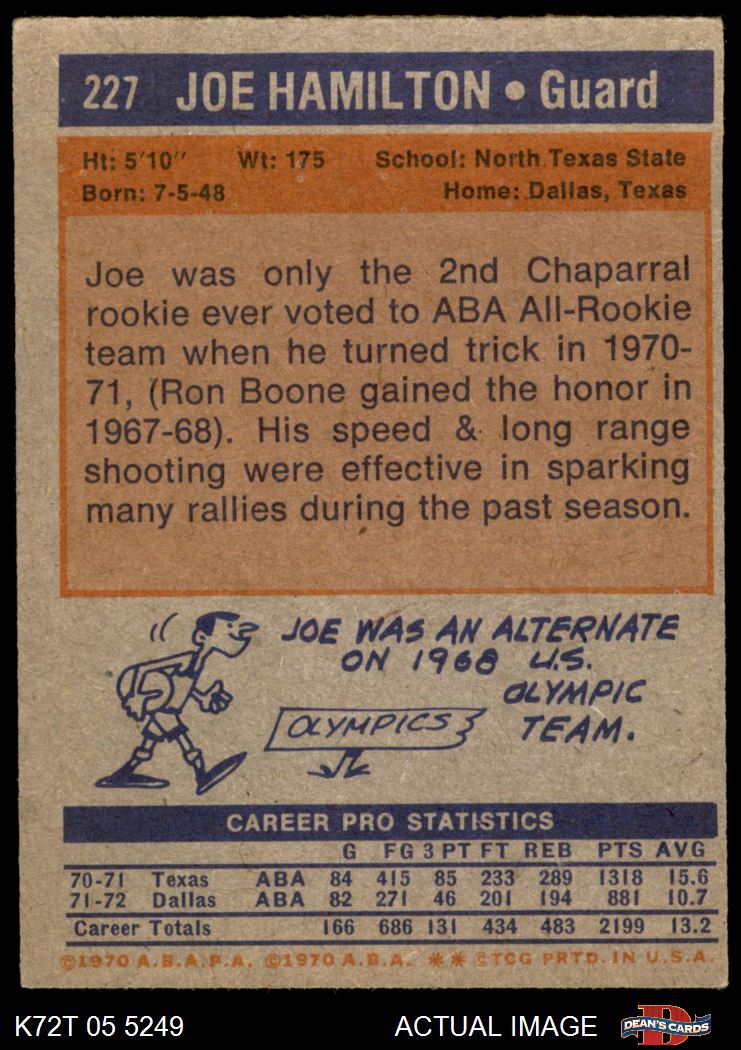 227 JOE HAMILTON • Guard
Ht: 5'10" Wt: 175 School: North Texas State
Born: 7-5-48 Home: Dallas, Texas
Joe was only the 2nd Chaparral
rookie ever voted to ABA All-Rookie
team when he turned trick in 1970-
71, (Ron Boone gained the honor in
1967-68). His speed & long range
shooting were effective in sparking
many rallies during the past season.
JOE WAS AN ALTERNATE
ON 1968 U.S.
OLYMPIC
TEAM.
OLYMPICS
CAREER PRO STATISTICS
G FG 3 PT FT REB PTS AVG
70-71 Texas ABA 84 415 85 233 289 1318 15.6
71-72 Dallas ABA 82 271 46 201 194 881 10.7
Career Totals 166 686 131 434 483 2199 13.2
©1970 A.B.A.P.A. ©1970 A.B.A. ** ©TCG PRTD. IN U.S.A.
K72T 05 5249 ACTUAL IMAGE D DEAN'S CARDS